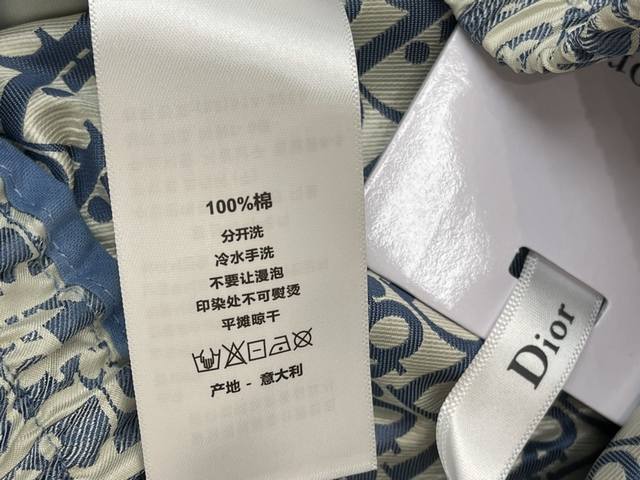 100%棉
分开洗
冷水手洗
不要让漫泡
印染处不可熨烫
平摊晾干
产地 - 意大利
Dior